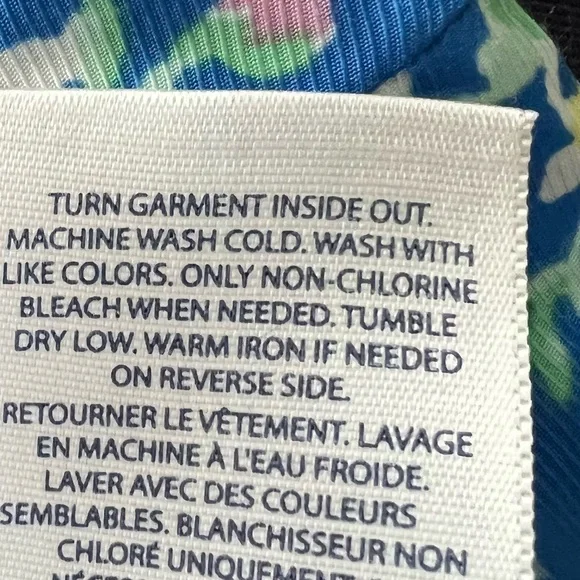 TURN GARMENT INSIDE OUT.
MACHINE WASH COLD. WASH WITH
LIKE COLORS. ONLY NON-CHLORINE
BLEACH WHEN NEEDED. TUMBLE
DRY LOW. WARM IRON IF NEEDED
ON REVERSE SIDE.
RETOURNER LE VÊTEMENT. LAVAGE
EN MACHINE À L'EAU FROIDE.
LAVER AVEC DES COULEURS
SEMBLABLES. BLANCHISSEUR NON
CHLORÉ UNIQUEMENT